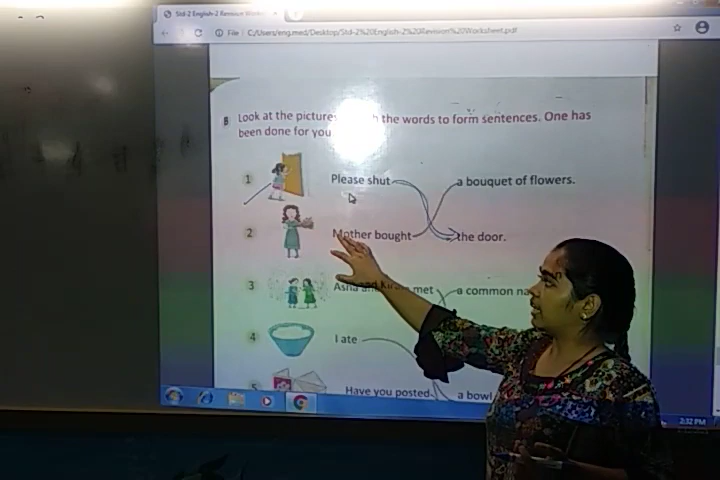 Std-2 English-2 Revision Works
File | C:/Users/eng.med/Desktop/Std-2%20English-2%20Revision%20Worksheet.pdf
B Look at the pictures the words to form sentences. One has
been done for you
1 Please shut a bouquet of flowers.
2 Mother bought the door.
3 Asha and met a common
4 I ate
5 Have you posted a bowl
2:32 PM